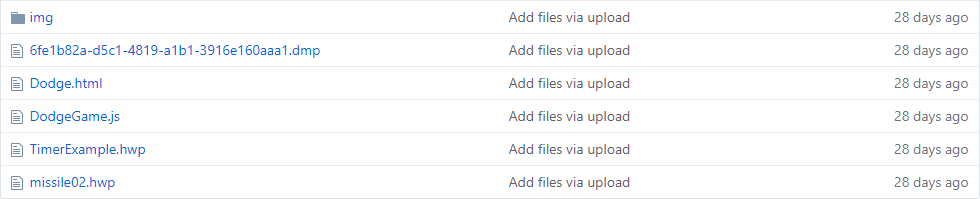 img Add files via upload 28 days ago
6fe1b82a-d5c1-4819-a1b1-3916e160aaa1.dmp Add files via upload 28 days ago
Dodge.html Add files via upload 28 days ago
DodgeGame.js Add files via upload 28 days ago
TimerExample.hwp Add files via upload 28 days ago
missile02.hwp Add files via upload 28 days ago